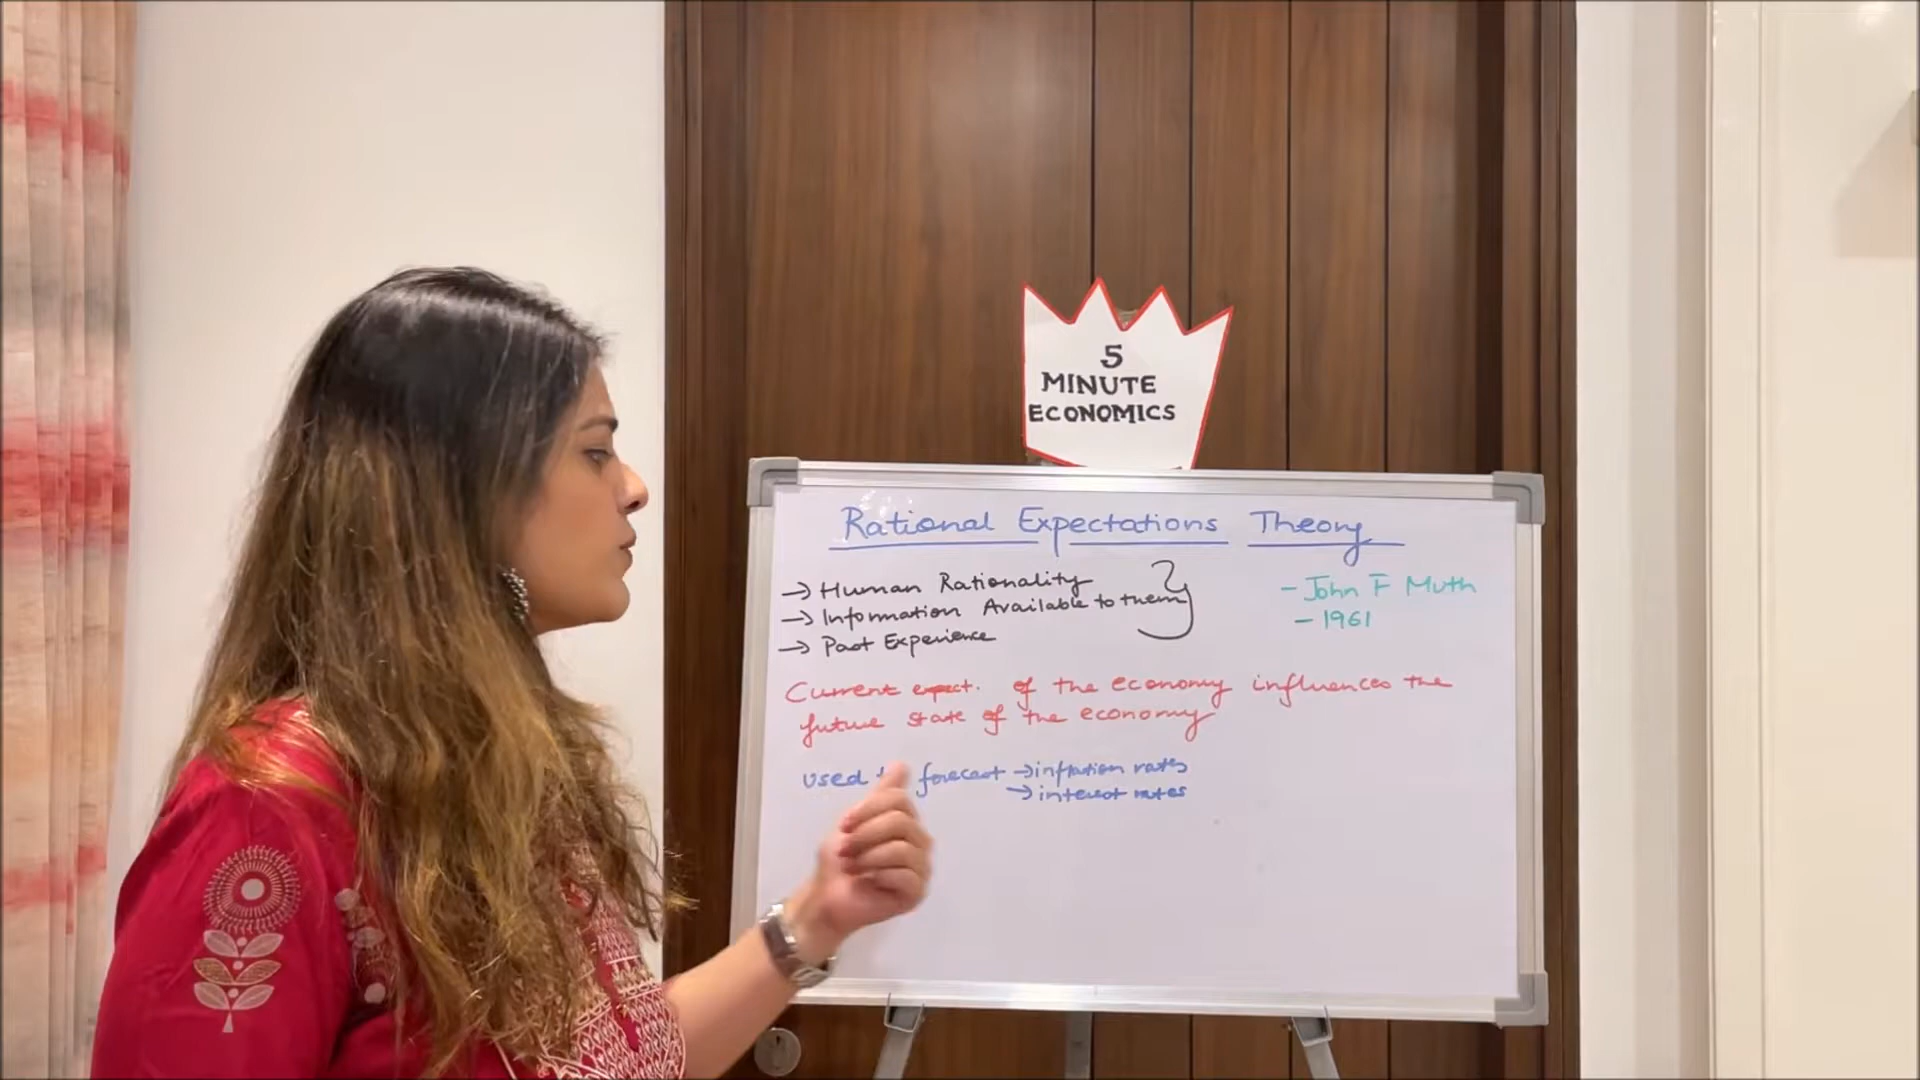 5
MINUTE
ECONOMICS
Rational Expectations Theory
→ Human Rationality
→ Information Available to them
→ Past Experience
- John F Muth
- 1961
Current expect. of the economy influences the
future state of the economy
used forecast → inflation rates
→ interest rates